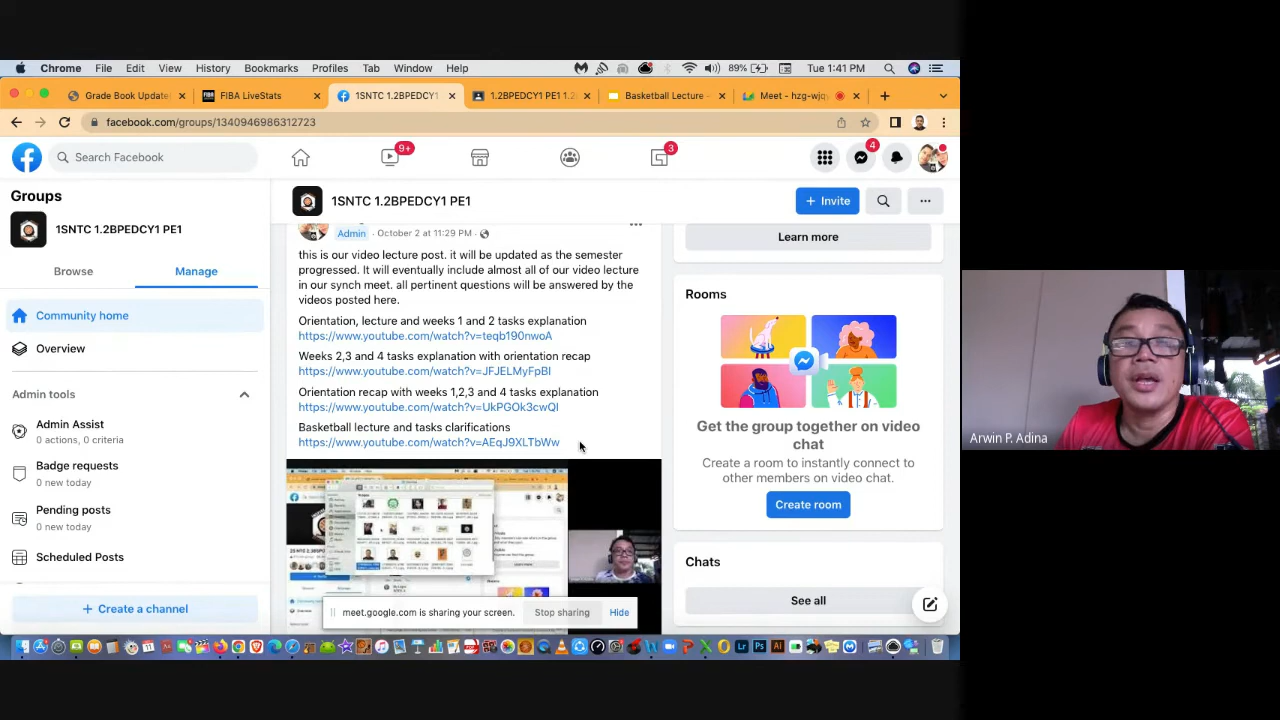 Chrome File Edit View History Bookmarks Profiles Tab Window Help 89% Tue 1:41 PM
Grade Book Update FIBA LiveStats 1SNTC 1.2BPEDCY1 1.2BPEDCY1 PE1 1.2 Basketball Lecture - Meet - hzg-wjq
facebook.com/groups/1340946986312723
Search Facebook
9+
3
4
Groups
1SNTC 1.2BPEDCY1 PE1
Browse
Manage
Community home
Overview
Admin tools
Admin Assist
0 actions, 0 criteria
Badge requests
0 new today
Pending posts
0 new today
Scheduled Posts
+ Create a channel
1SNTC 1.2BPEDCY1 PE1
+ Invite
Admin · October 2 at 11:29 PM ·
this is our video lecture post. it will be updated as the semester
progressed. It will eventually include almost all of our video lecture
in our synch meet. all pertinent questions will be answered by the
videos posted here.
Orientation, lecture and weeks 1 and 2 tasks explanation
https://www.youtube.com/watch?v=teqb190nwoA
Weeks 2,3 and 4 tasks explanation with orientation recap
https://www.youtube.com/watch?v=JFJELMyFpBI
Orientation recap with weeks 1,2,3 and 4 tasks explanation
https://www.youtube.com/watch?v=UkPGOk3cwQI
Basketball lecture and tasks clarifications
https://www.youtube.com/watch?v=AEqJ9XLTbWw
meet.google.com is sharing your screen.
Stop sharing
Hide
Learn more
Rooms
Get the group together on video
chat
Create a room to instantly connect to
other members on video chat.
Create room
Chats
See all
Arwin P. Adina